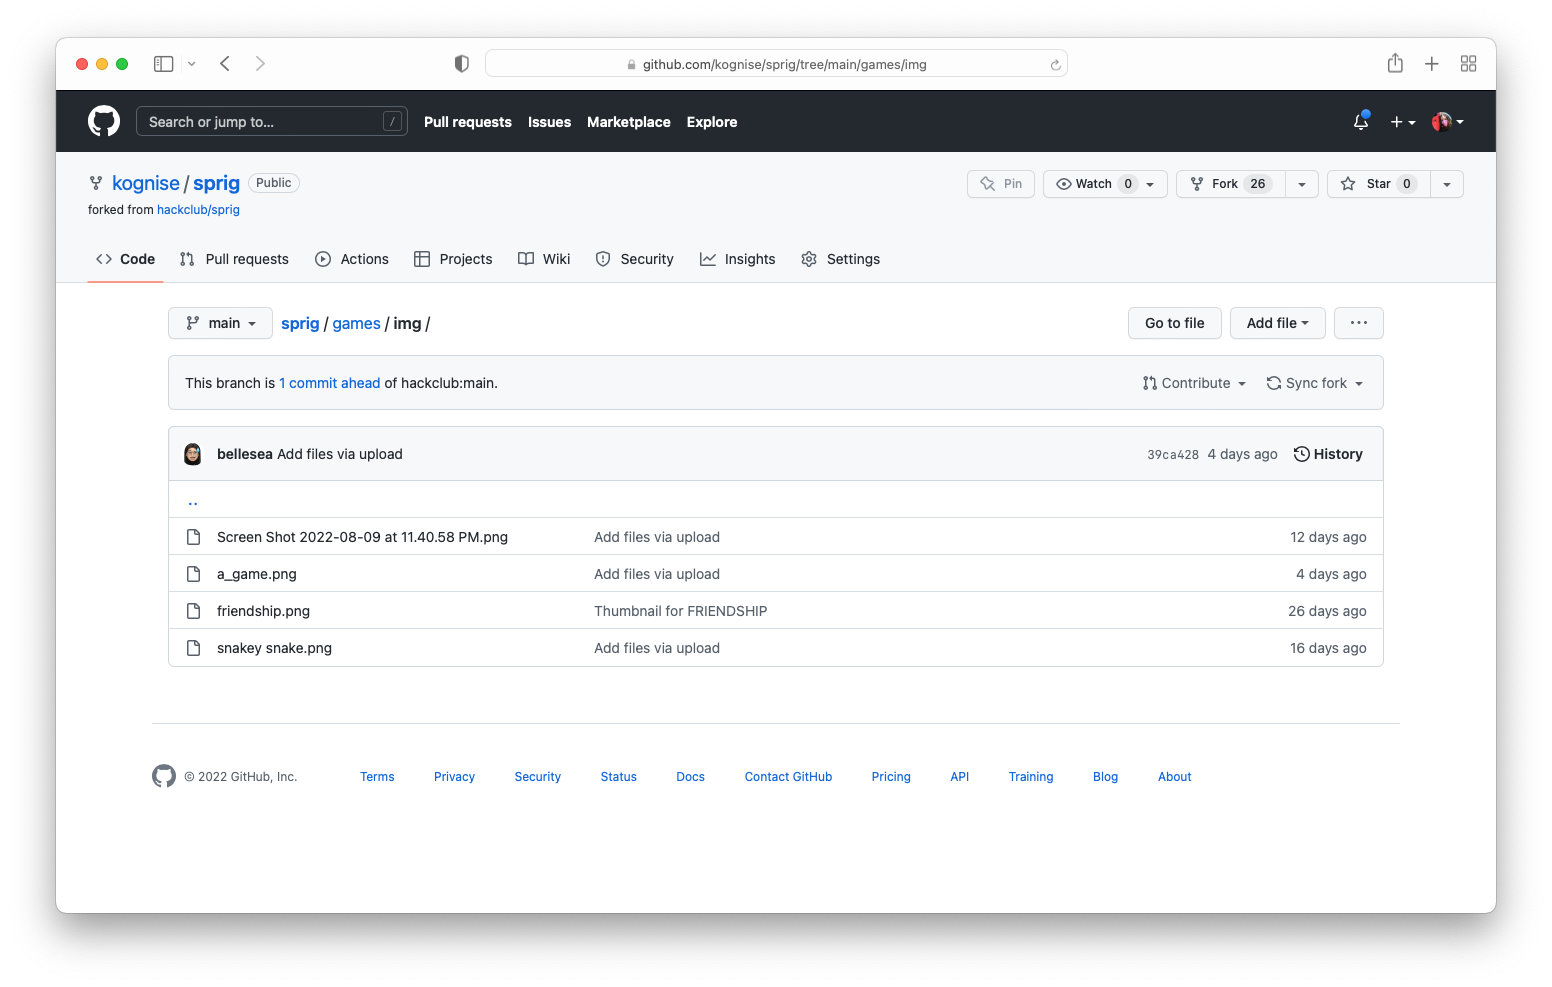 github.com/kognise/sprig/tree/main/games/img
Search or jump to... / Pull requests Issues Marketplace Explore
kognise / sprig Public Pin Watch 0 Fork 26 Star 0
forked from hackclub/sprig
Code Pull requests Actions Projects Wiki Security Insights Settings
main sprig / games / img / Go to file Add file ...
This branch is 1 commit ahead of hackclub:main. Contribute Sync fork
bellesea Add files via upload 39ca428 4 days ago History
..
Screen Shot 2022-08-09 at 11.40.58 PM.png Add files via upload 12 days ago
a_game.png Add files via upload 4 days ago
friendship.png Thumbnail for FRIENDSHIP 26 days ago
snakey snake.png Add files via upload 16 days ago
© 2022 GitHub, Inc. Terms Privacy Security Status Docs Contact GitHub Pricing API Training Blog About